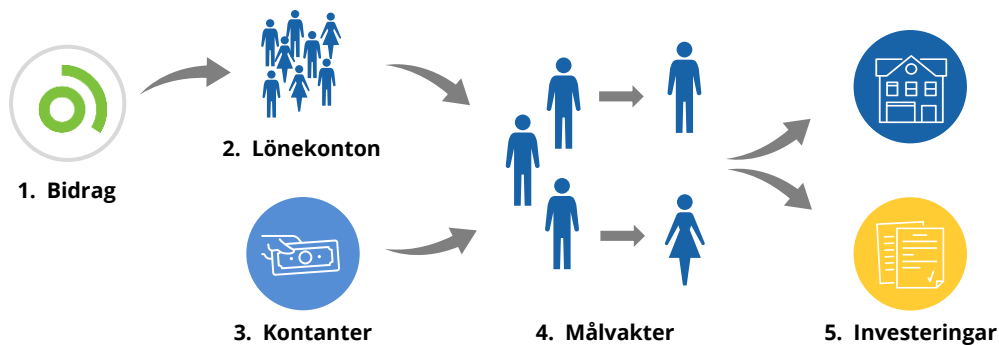 1. Bidrag
2. Lönekonton
3. Kontanter
4. Målvakter
5. Investeringar